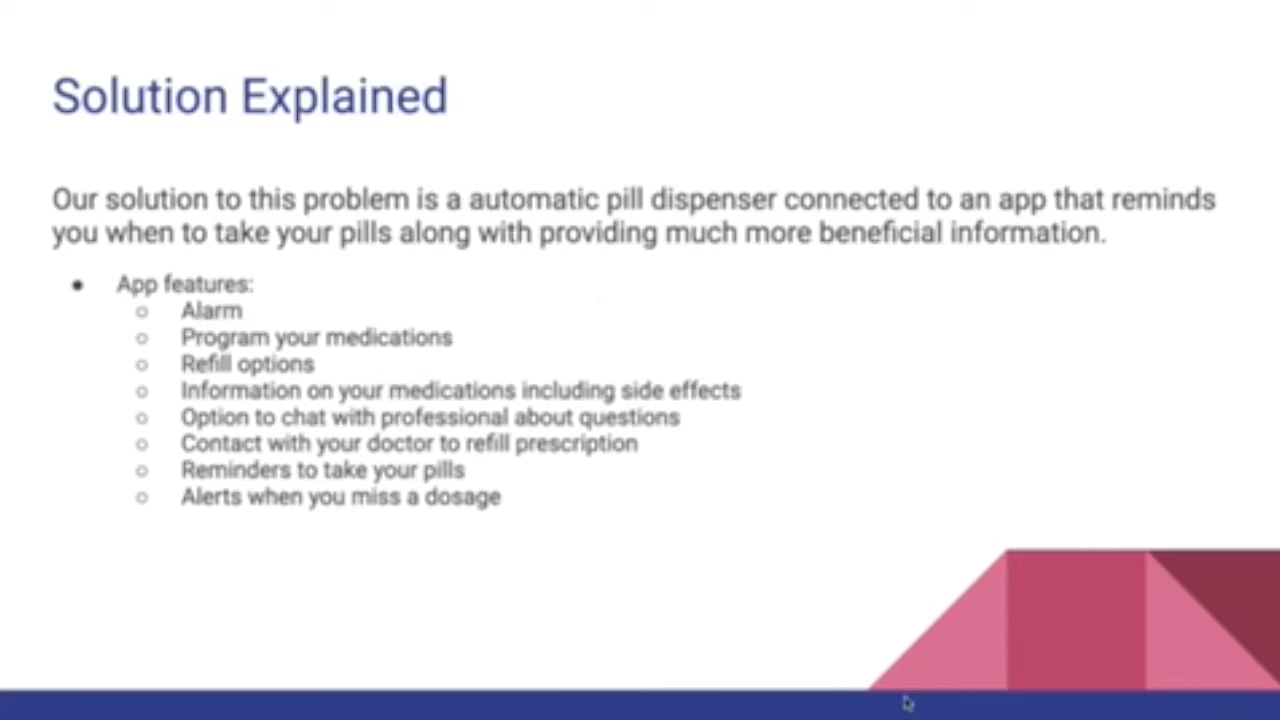 Solution Explained
Our solution to this problem is a automatic pill dispenser connected to an app that reminds
you when to take your pills along with providing much more beneficial information.
● App features:
○ Alarm
○ Program your medications
○ Refill options
○ Information on your medications including side effects
○ Option to chat with professional about questions
○ Contact with your doctor to refill prescription
○ Reminders to take your pills
○ Alerts when you miss a dosage